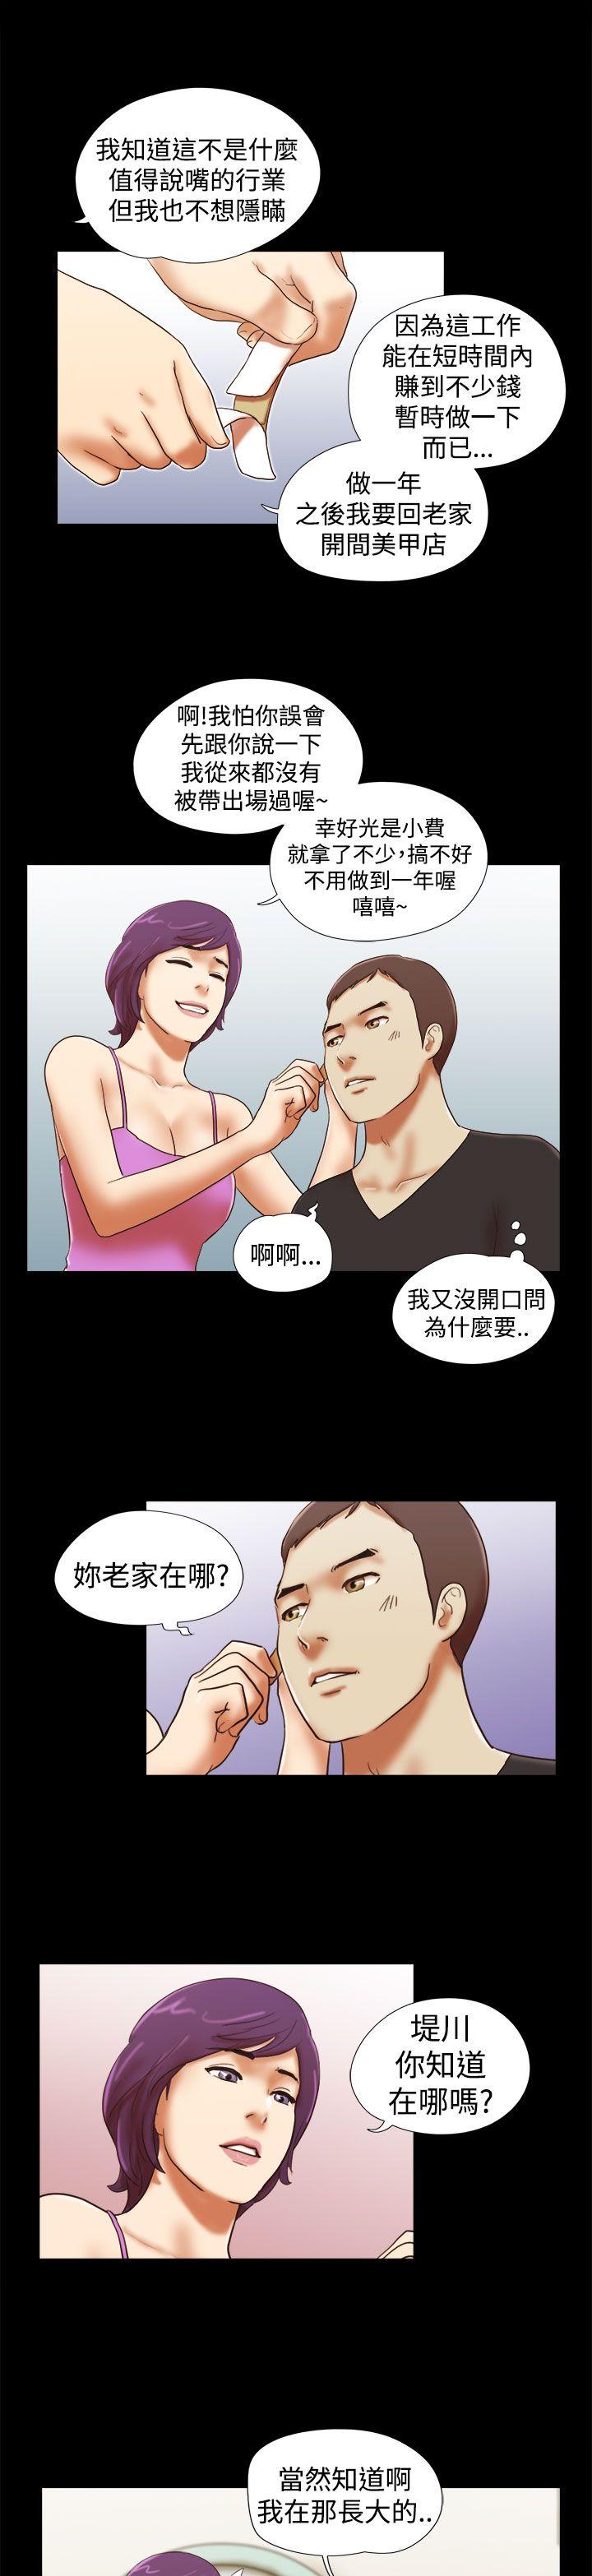 我知道這不是什麼
值得說嘴的行業
但我也不想隱瞞
因為這工作
能在短時間內
賺到不少錢
暫時做一下
而已...
做一年
之後我要回老家
開間美甲店
啊!我怕你誤會
先跟你說一下
我從來都沒有
被帶出場過喔~
幸好光是小費
就拿了不少,搞不好
不用做到一年喔
嘻嘻~
啊啊...
我又沒開口問
為什麼要..
妳老家在哪?
堤川
你知道
在哪嗎?
當然知道啊
我在那長大的..